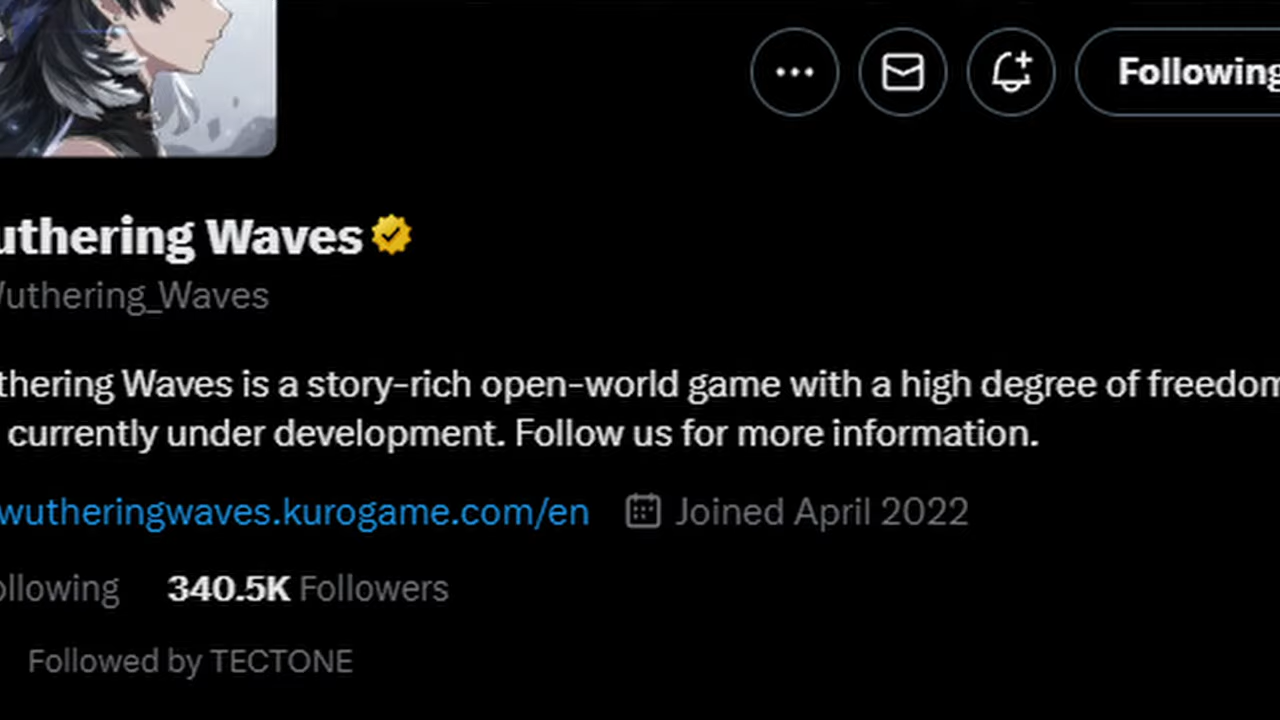 Following
uthering Waves
uthering_Waves
thering Waves is a story-rich open-world game with a high degree of freedom
currently under development. Follow us for more information.
wutheringwaves.kurogame.com/en Joined April 2022
ollowing 340.5K Followers
Followed by TECTONE